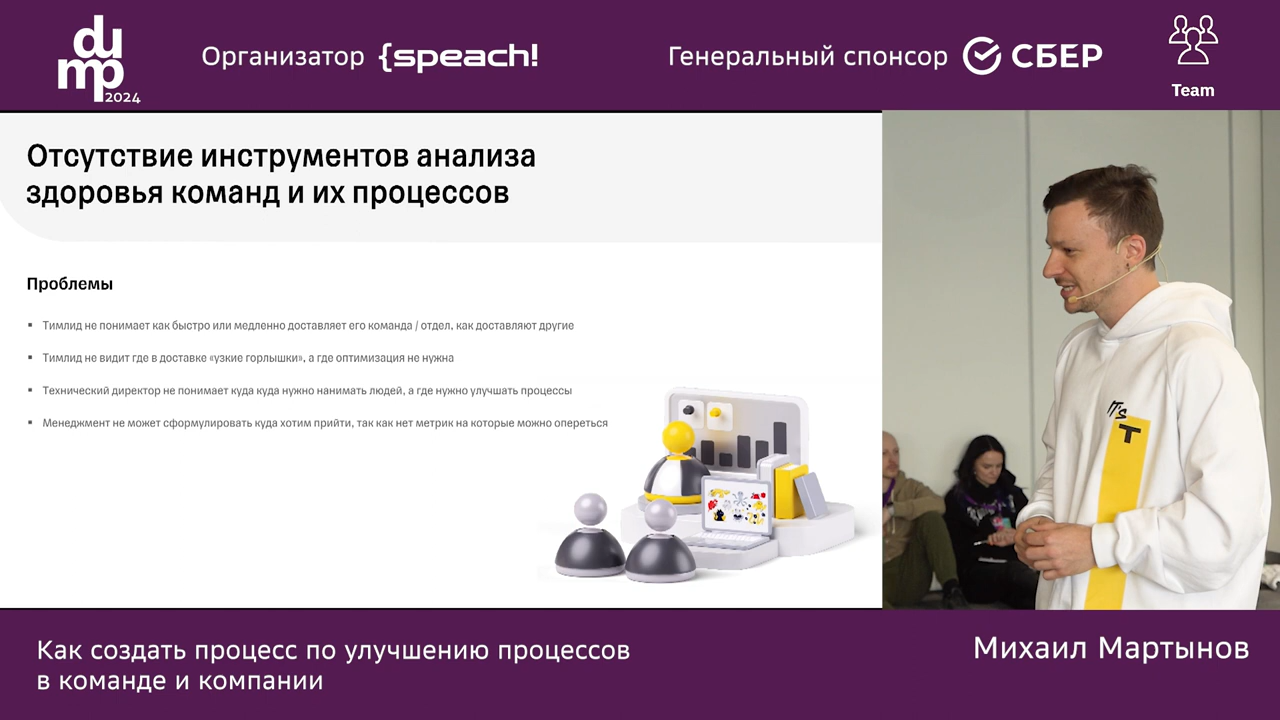 dump
2024
Организатор {speach!
Генеральный спонсор СБЕР
Team
Отсутствие инструментов анализа
здоровья команд и их процессов
Проблемы
▪ Тимлид не понимает как быстро или медленно доставляет его команда / отдел, как доставляют другие
▪ Тимлид не видит где в доставке «узкие горлышки», а где оптимизация не нужна
▪ Технический директор не понимает куда куда нужно нанимать людей, а где нужно улучшать процессы
▪ Менеджмент не может сформулировать куда хотим прийти, так как нет метрик на которые можно опереться
IT'S
T
Как создать процесс по улучшению процессов
в команде и компании
Михаил Мартынов